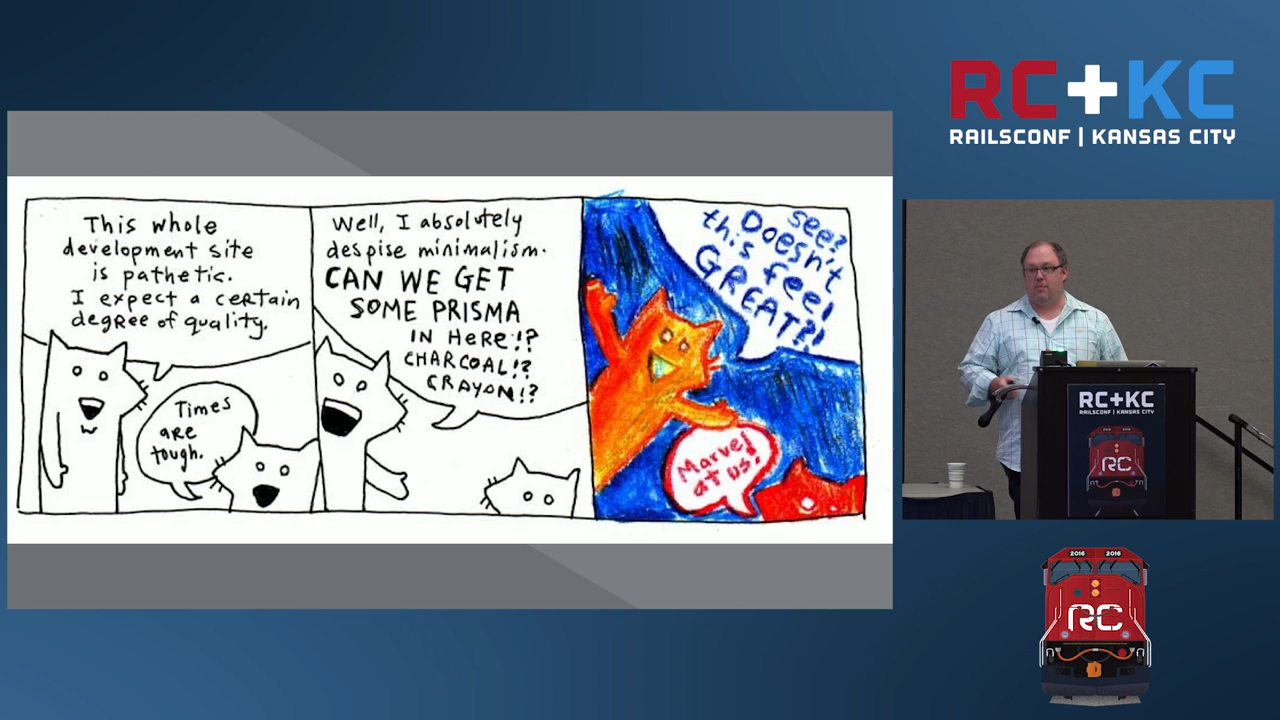 This whole
development site
is pathetic.
I expect a certain
degree of quality.
Times
are
tough.
Well, I absolutely
despise minimalism.
CAN WE GET
SOME PRISMA
IN HERE!?
CHARCOAL!?
CRAYON!?
see?
Doesn't
this feel
GREAT?!
Marvel
at us!
RC+KC
RAILSCONF | KANSAS CITY
RC+KC
RAILSCONF | KANSAS CITY
RC
2016
2016
RC